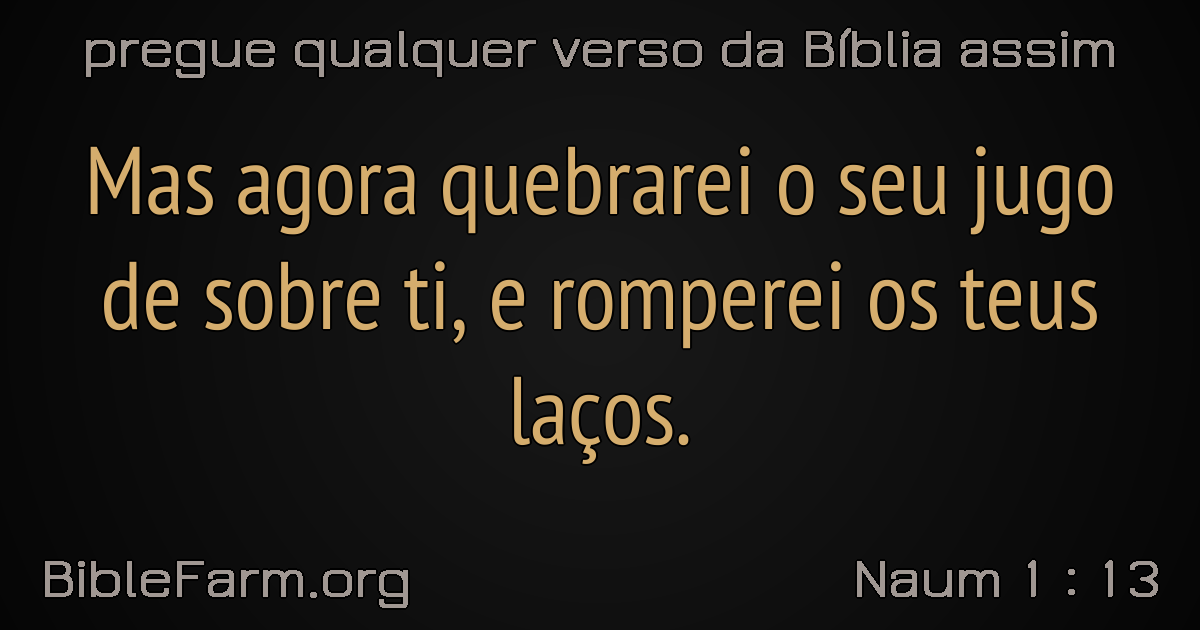 pregue qualquer verso da Bíblia assim
Mas agora quebrarei o seu jugo
de sobre ti, e romperei os teus
laços.
BibleFarm.org
Naum 1 : 13